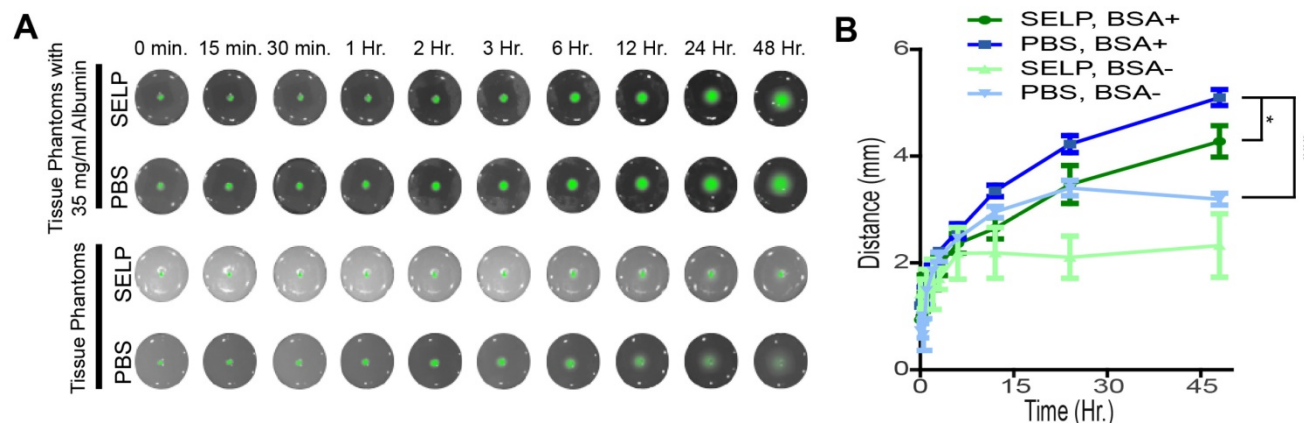 A
0 min. 15 min. 30 min. 1 Hr. 2 Hr. 3 Hr. 6 Hr. 12 Hr. 24 Hr. 48 Hr.
Tissue Phantoms with
35 mg/ml Albumin
SELP
PBS
Tissue Phantoms
SELP
PBS
B
SELP, BSA+
PBS, BSA+
SELP, BSA-
PBS, BSA-
Distance (mm)
6
4
2
0
0 15 30 45
Time (Hr.)
*